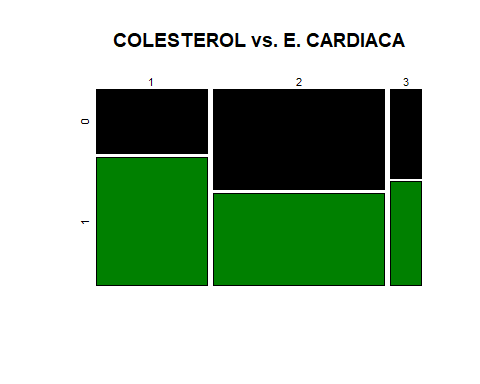 COLESTEROL vs. E. CARDIACA
1 2 3
0
1